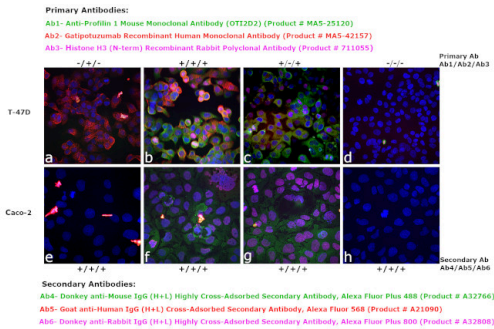 Primary Antibodies:
Ab1- Anti-Profilin 1 Mouse Monoclonal Antibody (OTI2D2) (Product # MA5-25120)
Ab2- Gatipotuzumab Recombinant Human Monoclonal Antibody (Product # MA5-42157)
Ab3- Histone H3 (N-term) Recombinant Rabbit Polyclonal Antibody (Product # 711055)
Primary Ab
Ab1/Ab2/Ab3
-/+/- +/+/+ +/-/+ -/-/-
T-47D
a b c d
Caco-2
e f g h
+/+/+ +/+/+ +/+/+ +/+/+
Secondary Ab
Ab4/Ab5/Ab6
Secondary Antibodies:
Ab4- Donkey anti-Mouse IgG (H+L) Highly Cross-Adsorbed Secondary Antibody, Alexa Fluor Plus 488 (Product # A32766)
Ab5- Goat anti-Human IgG (H+L) Cross-Adsorbed Secondary Antibody, Alexa Fluor 568 (Product # A21090)
Ab6- Donkey anti-Rabbit IgG (H+L) Highly Cross-Adsorbed Secondary Antibody, Alexa Fluor Plus 800 (Product # A32808)